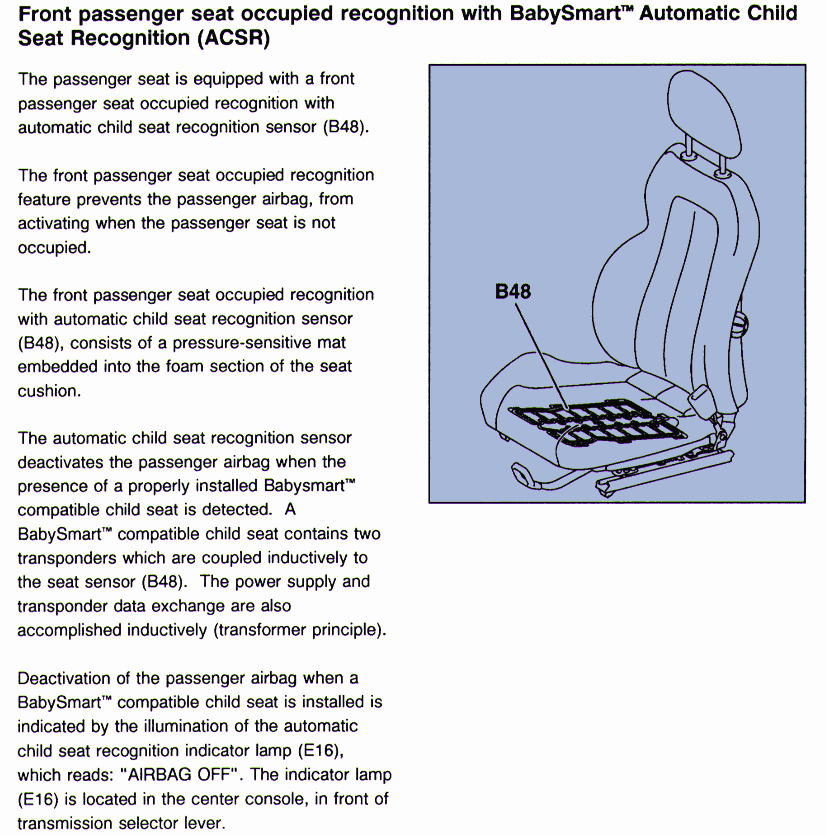 Front passenger seat occupied recognition with BabySmart™ Automatic Child
Seat Recognition (ACSR)
The passenger seat is equipped with a front
passenger seat occupied recognition with
automatic child seat recognition sensor (B48).
The front passenger seat occupied recognition
feature prevents the passenger airbag, from
activating when the passenger seat is not
occupied.
The front passenger seat occupied recognition
with automatic child seat recognition sensor
(B48), consists of a pressure-sensitive mat
embedded into the foam section of the seat
cushion.
The automatic child seat recognition sensor
deactivates the passenger airbag when the
presence of a properly installed Babysmart™
compatible child seat is detected. A
BabySmart™ compatible child seat contains two
transponders which are coupled inductively to
the seat sensor (B48). The power supply and
transponder data exchange are also
accomplished inductively (transformer principle).
Deactivation of the passenger airbag when a
BabySmart™ compatible child seat is installed is
indicated by the illumination of the automatic
child seat recognition indicator lamp (E16),
which reads: "AIRBAG OFF". The indicator lamp
(E16) is located in the center console, in front of
transmission selector lever.
B48